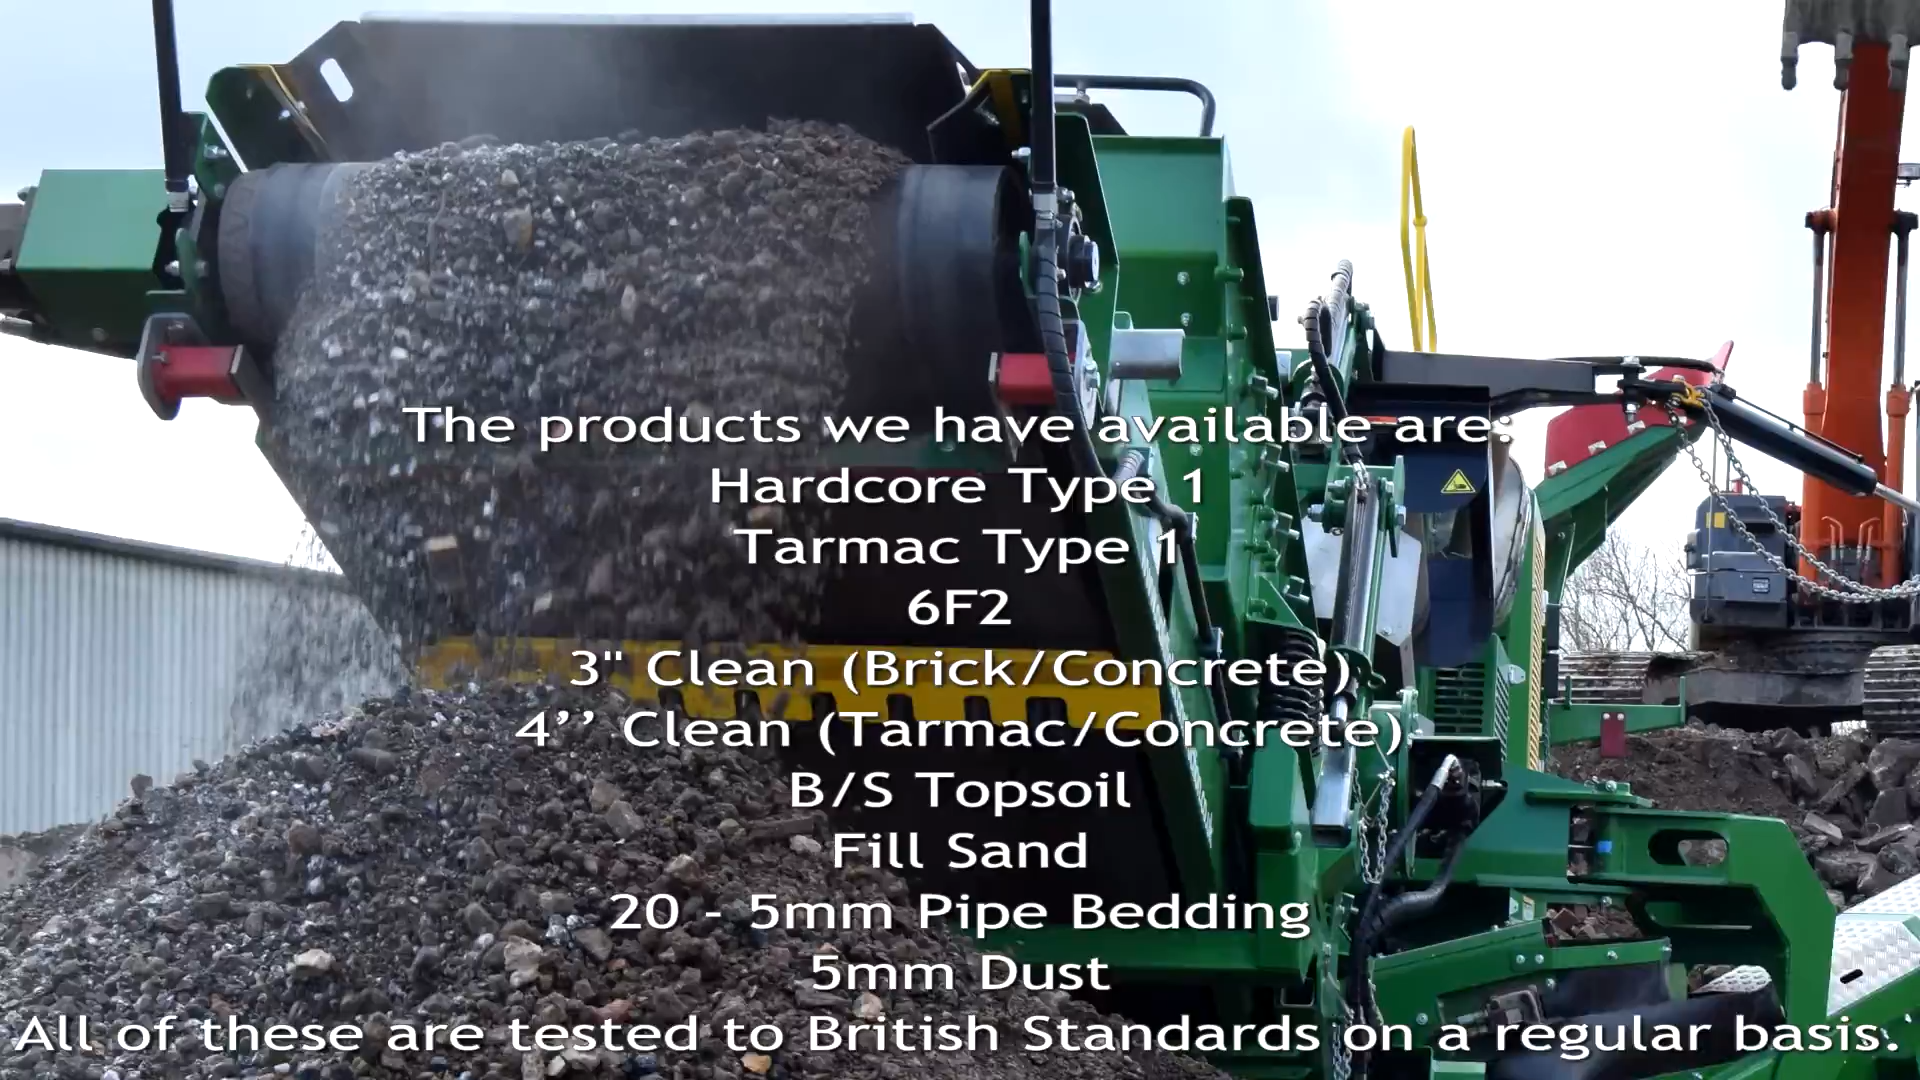 The products we have available are:
Hardcore Type 1
Tarmac Type 1
6F2
3" Clean (Brick/Concrete)
4’’ Clean (Tarmac/Concrete)
B/S Topsoil
Fill Sand
20 - 5mm Pipe Bedding
5mm Dust
All of these are tested to British Standards on a regular basis.